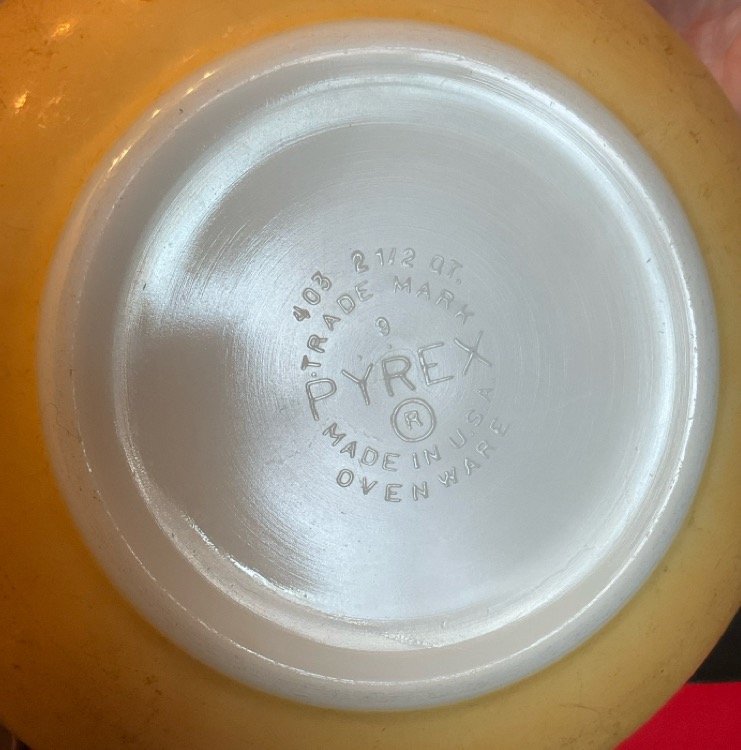 403 2 1/2 QT.
·TRADE MARK
9
PYREX
®
MADE IN U.S.A.
OVENWARE